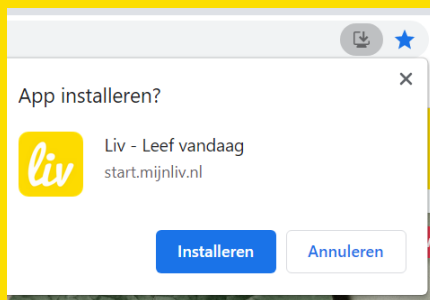 App installeren?
liv
Liv - Leef vandaag
start.mijnliv.nl
Installeren
Annuleren